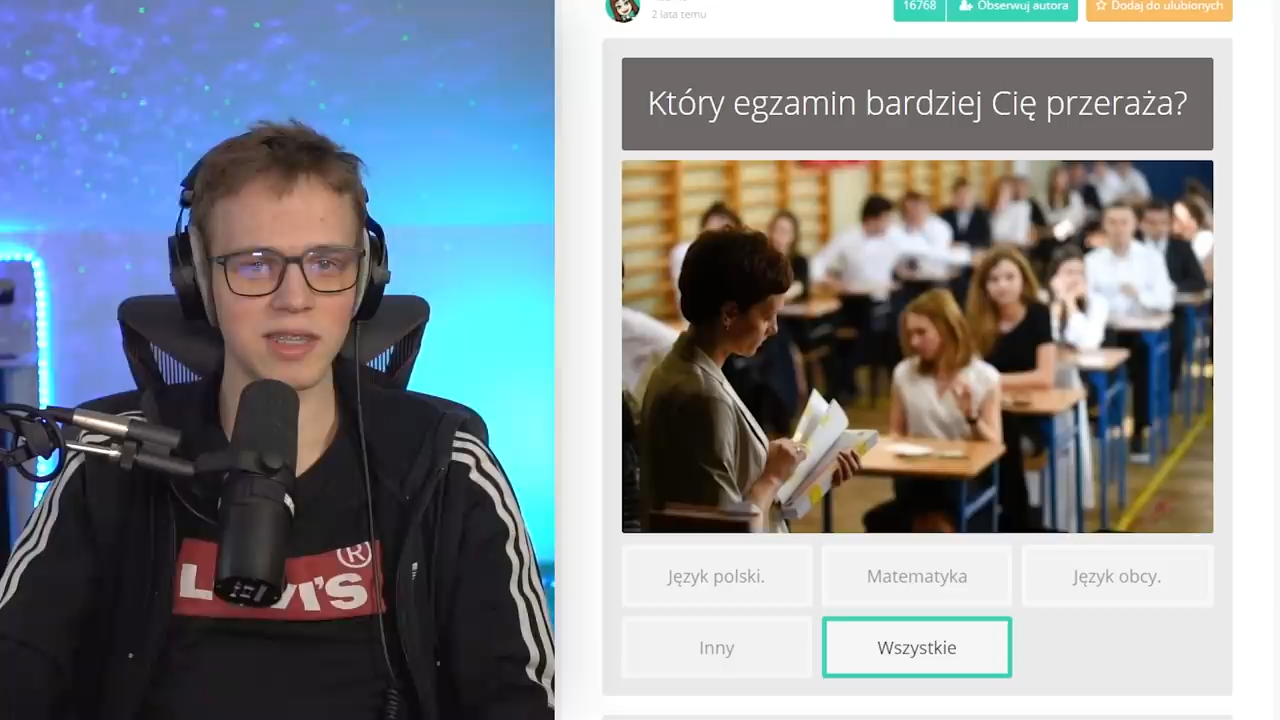 2 lata temu
16768
Obserwuj autora
Dodaj do ulubionych
Który egzamin bardziej Cię przeraża?
LEVI'S ®
Język polski.
Matematyka
Język obcy.
Inny
Wszystkie